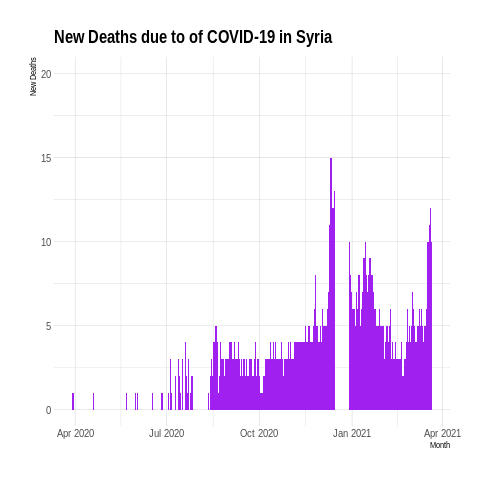 New Deaths due to of COVID-19 in Syria
New Deaths
20
15
10
5
0
Apr 2020 Jul 2020 Oct 2020 Jan 2021 Apr 2021
Month